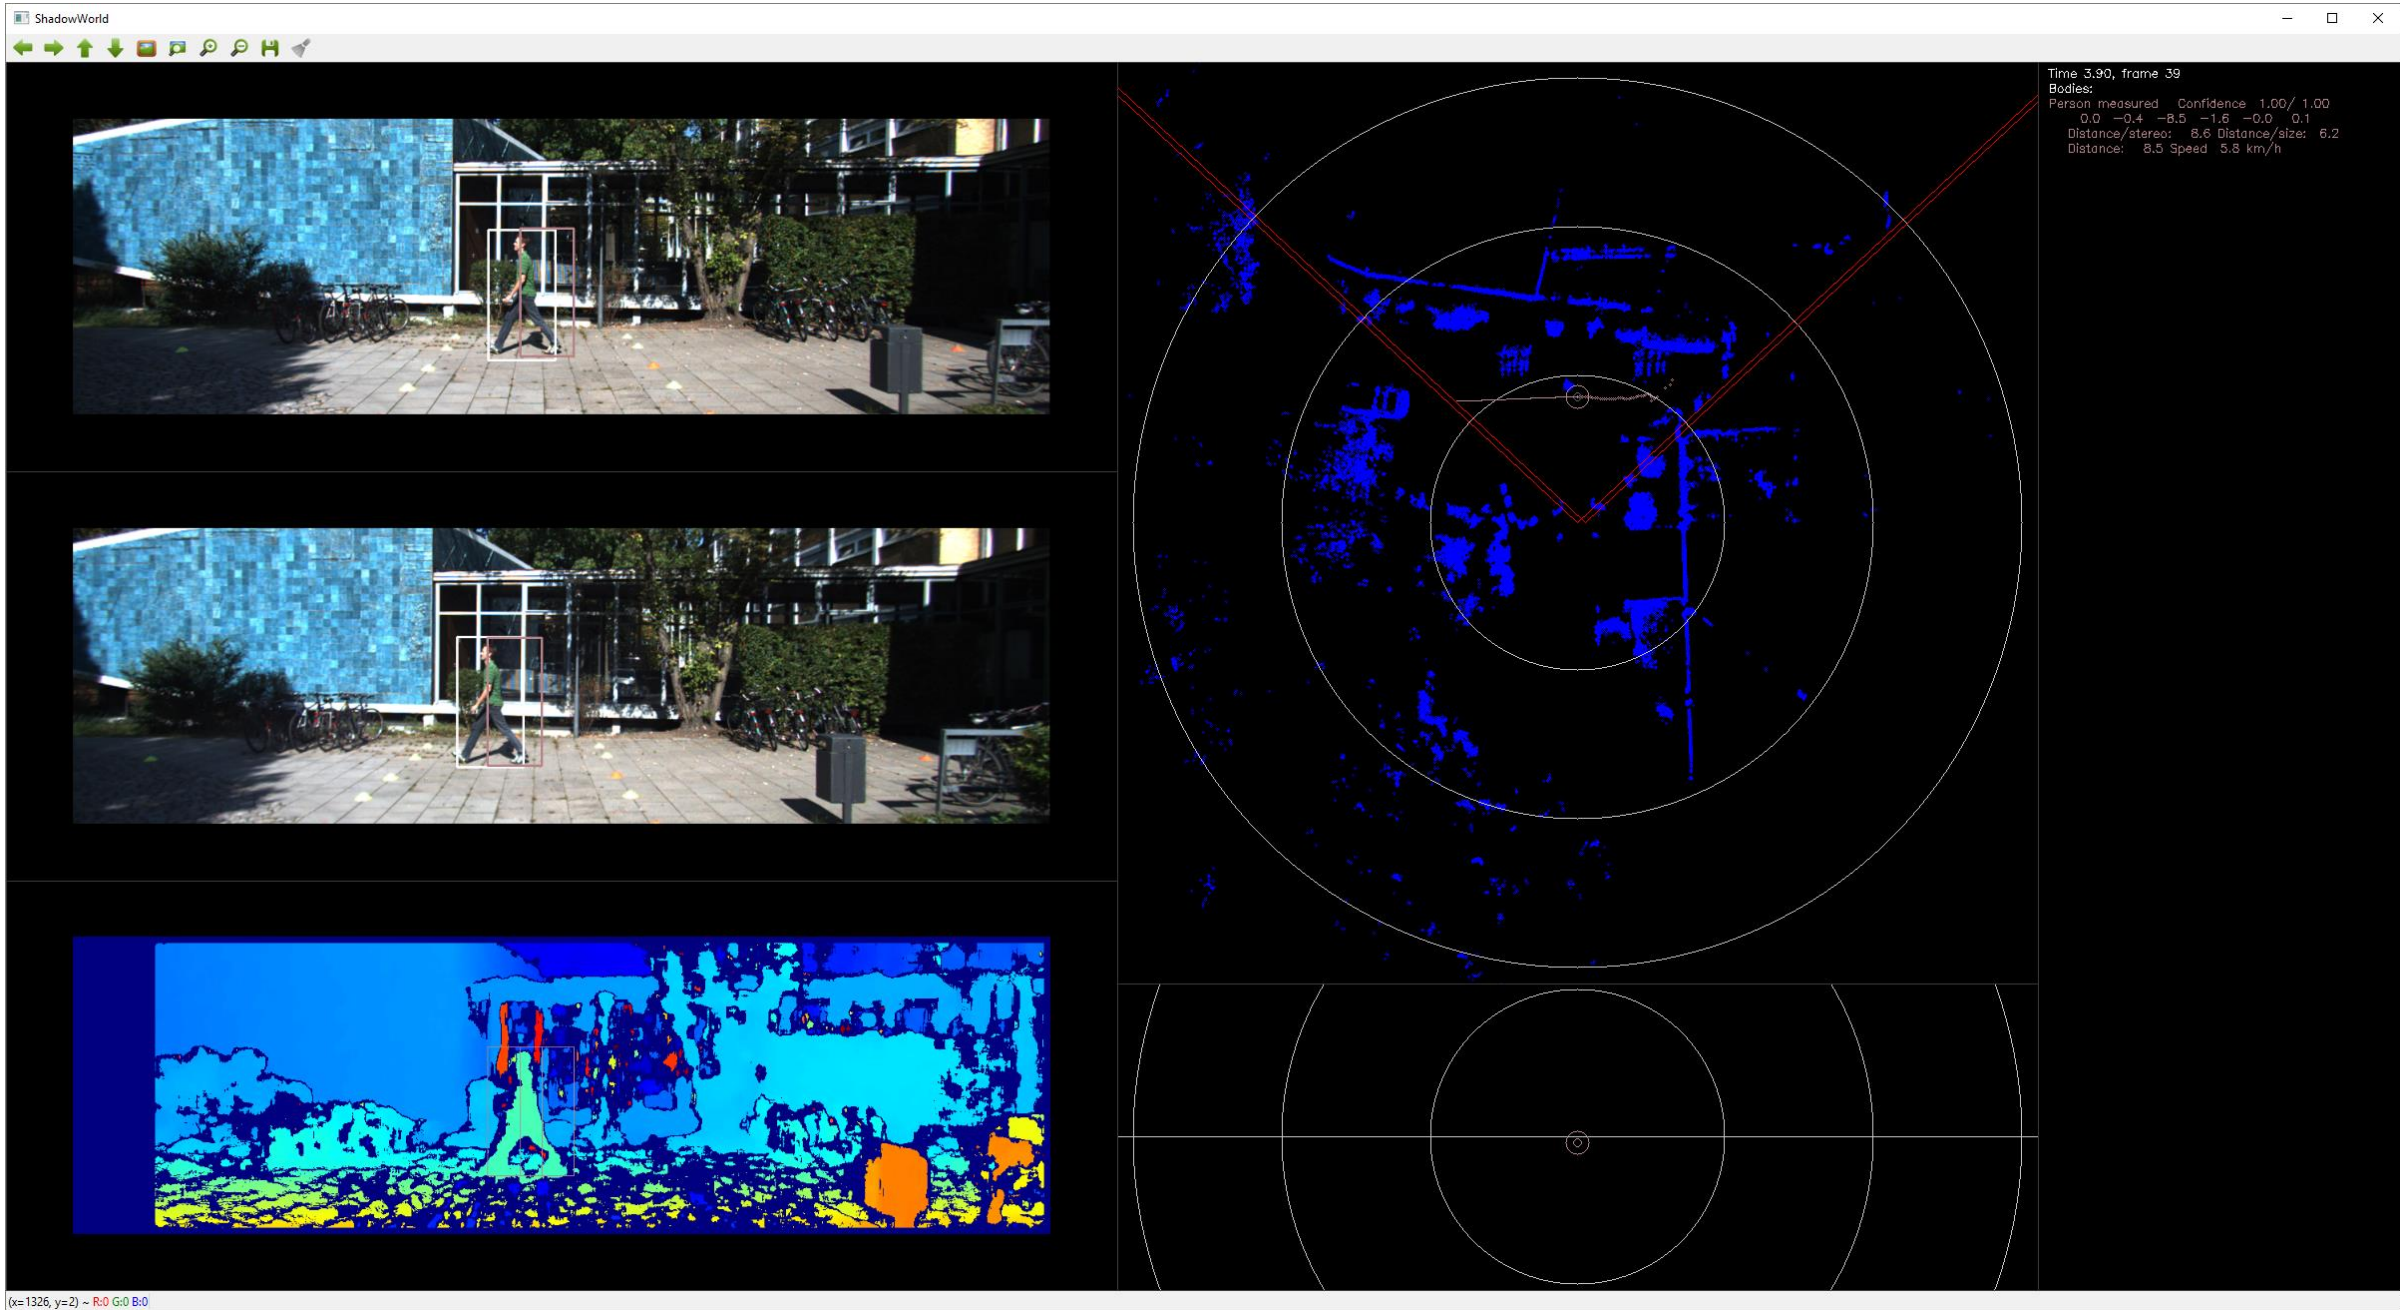 ShadowWorld
Time 3.90, frame 39
Bodies:
Person measured Confidence 1.00/ 1.00
0.0 −0.4 −8.5 −1.6 −0.0 0.1
Distance/stereo: 8.6 Distance/size: 6.2
Distance: 8.5 Speed 5.8 km/h
(x=1326, y=2) ~ R:0 G:0 B:0